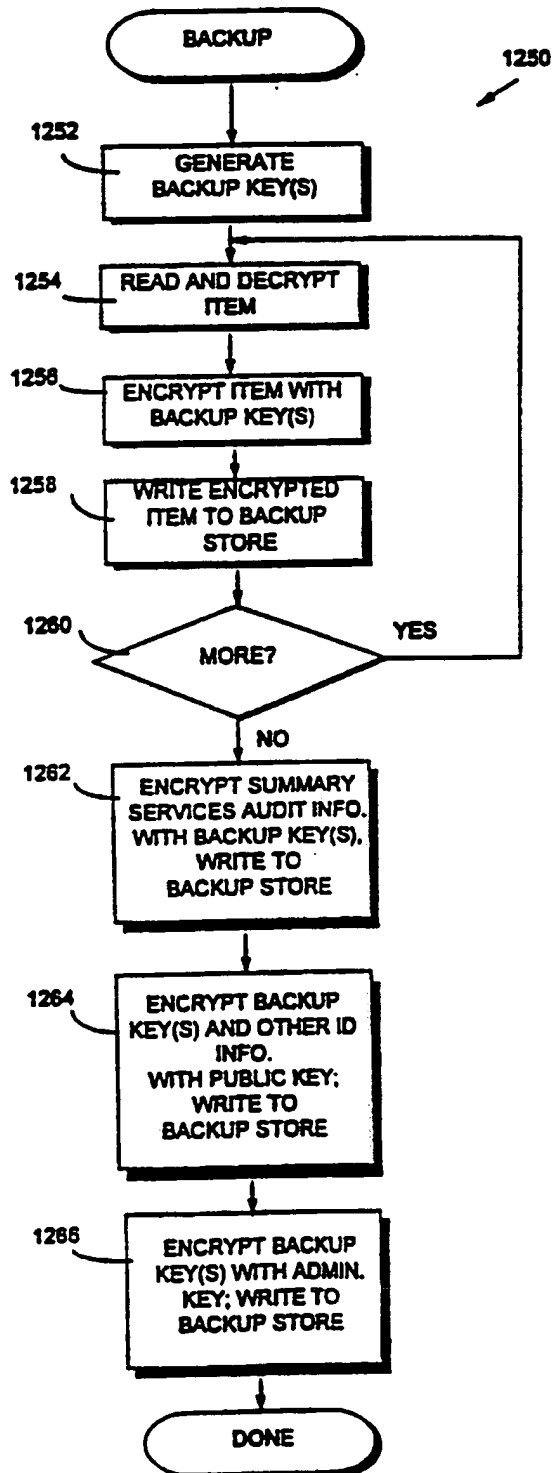 BACKUP
1250
1252
GENERATE
BACKUP KEY(S)
1254
READ AND DECRYPT
ITEM
1256
ENCRYPT ITEM WITH
BACKUP KEY(S)
1258
WRITE ENCRYPTED
ITEM TO BACKUP
STORE
1260
MORE?
YES
NO
1262
ENCRYPT SUMMARY
SERVICES AUDIT INFO.
WITH BACKUP KEY(S),
WRITE TO
BACKUP STORE
1264
ENCRYPT BACKUP
KEY(S) AND OTHER ID
INFO.
WITH PUBLIC KEY;
WRITE TO
BACKUP STORE
1266
ENCRYPT BACKUP
KEY(S) WITH ADMIN.
KEY; WRITE TO
BACKUP STORE
DONE